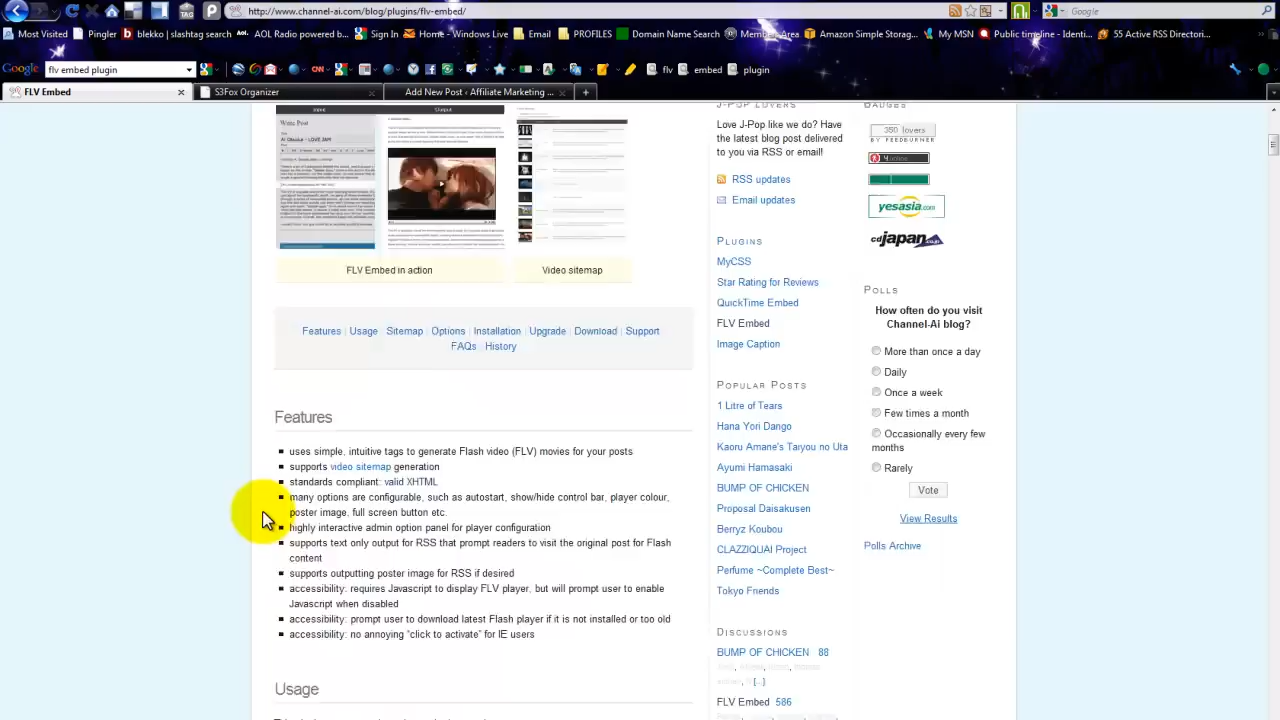 http://www.channel-ai.com/blog/plugins/flv-embed/
Google
Most Visited
Pingler
blekko | slashtag search
AOL Radio powered b...
Sign In
Home - Windows Live
Email
PROFILES
Domain Name Search
Member Area
Amazon Simple Storag...
My MSN
Public timeline - Identi...
55 Active RSS Directori...
Google
flv embed plugin
flv
embed
plugin
FLV Embed
S3Fox Organizer
Add New Post ‹ Affiliate Marketing ...
Write Post
FLV Embed in action
Video sitemap
Features | Usage | Sitemap | Options | Installation | Upgrade | Download | Support
FAQs | History
Features
uses simple, intuitive tags to generate Flash video (FLV) movies for your posts
supports video sitemap generation
standards compliant: valid XHTML
many options are configurable, such as autostart, show/hide control bar, player colour,
poster image, full screen button etc.
highly interactive admin option panel for player configuration
supports text only output for RSS that prompt readers to visit the original post for Flash
content
supports outputting poster image for RSS if desired
accessibility: requires Javascript to display FLV player, but will prompt user to enable
Javascript when disabled
accessibility: prompt user to download latest Flash player if it is not installed or too old
accessibility: no annoying “click to activate” for IE users
Usage
J-Pop Lovers
Love J-Pop like we do? Have
the latest blog post delivered
to you via RSS or email!
RSS updates
Email updates
Plugins
MyCSS
Star Rating for Reviews
QuickTime Embed
FLV Embed
Image Caption
Popular Posts
1 Litre of Tears
Hana Yori Dango
Kaoru Amane's Taiyou no Uta
Ayumi Hamasaki
BUMP OF CHICKEN
Proposal Daisakusen
Berryz Koubou
CLAZZIQUAI Project
Perfume ~Complete Best~
Tokyo Friends
Discussions
BUMP OF CHICKEN 88
[...]
FLV Embed 586
Badges
350 lovers
BY FEEDBURNER
4 online
yesasia.com
cdjapan
Polls
How often do you visit
Channel-Ai blog?
More than once a day
Daily
Once a week
Few times a month
Occasionally every few
months
Rarely
Vote
View Results
Polls Archive